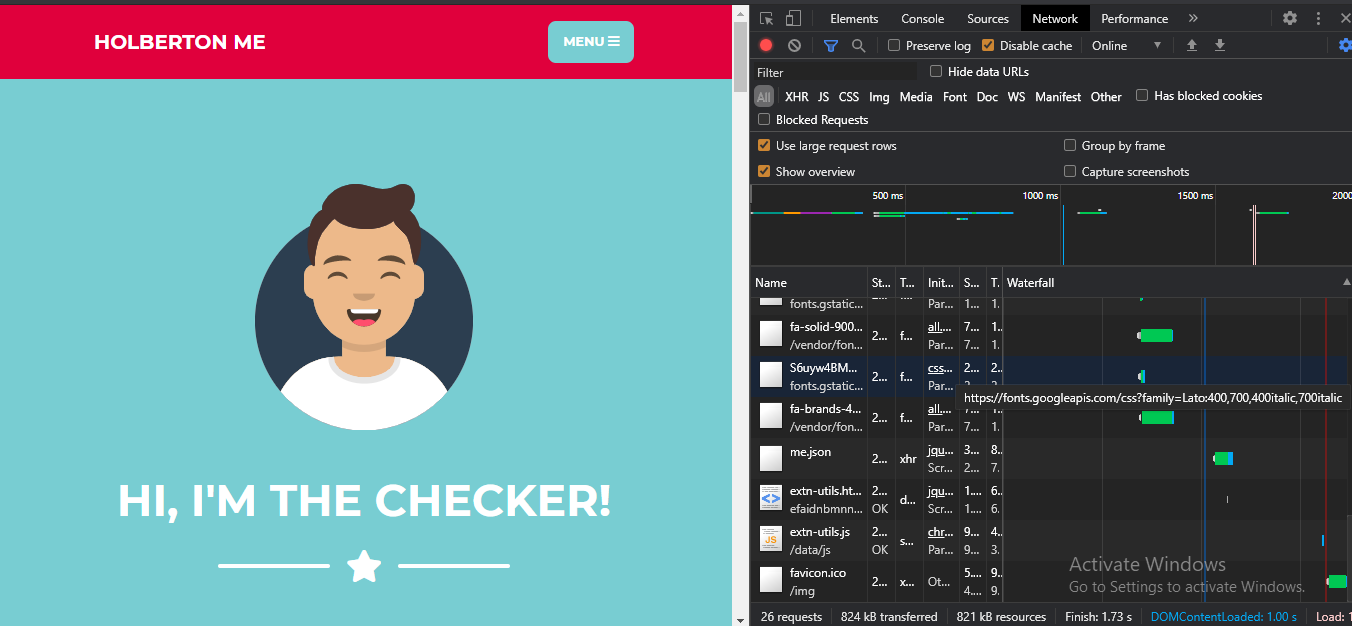 HOLBERTON ME
MENU
HI, I'M THE CHECKER!
Elements Console Sources Network Performance
Preserve log Disable cache Online
Filter Hide data URLs
All XHR JS CSS Img Media Font Doc WS Manifest Other Has blocked cookies
Blocked Requests
Use large request rows Group by frame
Show overview Capture screenshots
500 ms 1000 ms 1500 ms 2000
Name St... T... Init... S... T. Waterfall
fonts.gstatic... Par... 1... 1.
fa-solid-900... 2... f... all.... 7... 1..
/vendor/fon... Par... 7... 1.
S6uyw4BM... 2... f... css... 2... 2..
fonts.gstatic... Par...
https://fonts.googleapis.com/css?family=Lato:400,700,400italic,700italic
fa-brands-4... 2... f... all....
/vendor/fon... Par... 7... 1.
me.json 2... xhr jqu... 3... 8..
Scr... 2... 7.
extn-utils.ht... 2... d... jqu... 1.... 6..
efaidnbmnn... OK Scr... 1.... 6.
extn-utils.js 2... s... chr... 9... 4..
/data/js OK Par... 9... 3.
favicon.ico 2... x... Ot... 5.... 9..
/img 4.... 9.
Activate Windows
Go to Settings to activate Windows.
26 requests 824 kB transferred 821 kB resources Finish: 1.73 s DOMContentLoaded: 1.00 s Load: 1